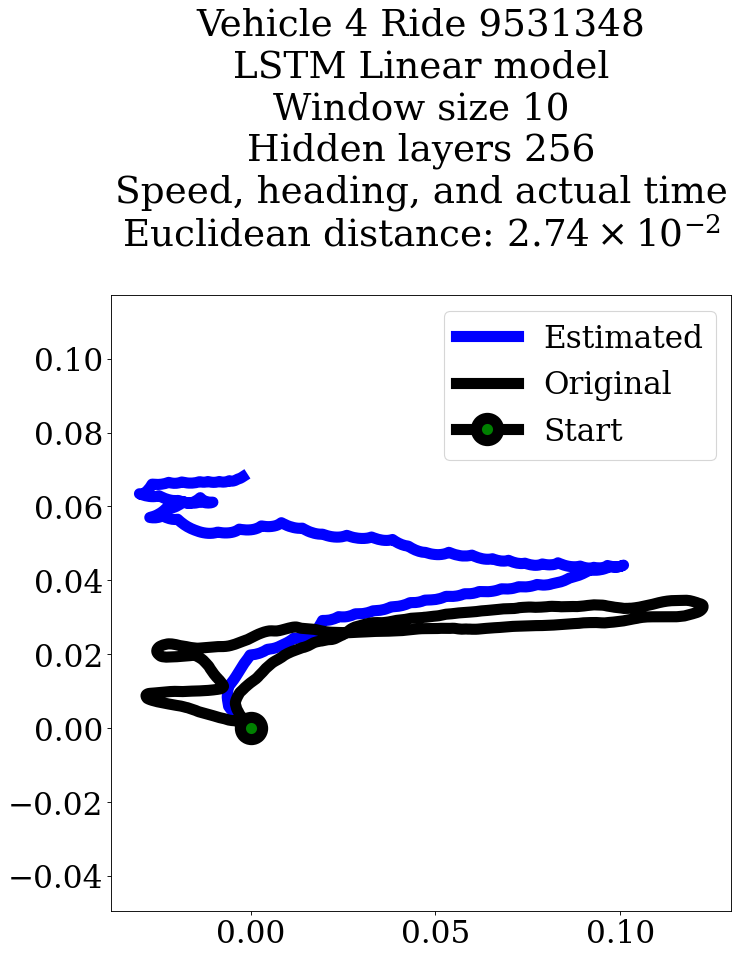 Vehicle 4 Ride 9531348
LSTM Linear model
Window size 10
Hidden layers 256
Speed, heading, and actual time
Euclidean distance: 2.74 × 10⁻²
Estimated
Original
Start
0.10
0.08
0.06
0.04
0.02
0.00
−0.02
−0.04
0.00 0.05 0.10